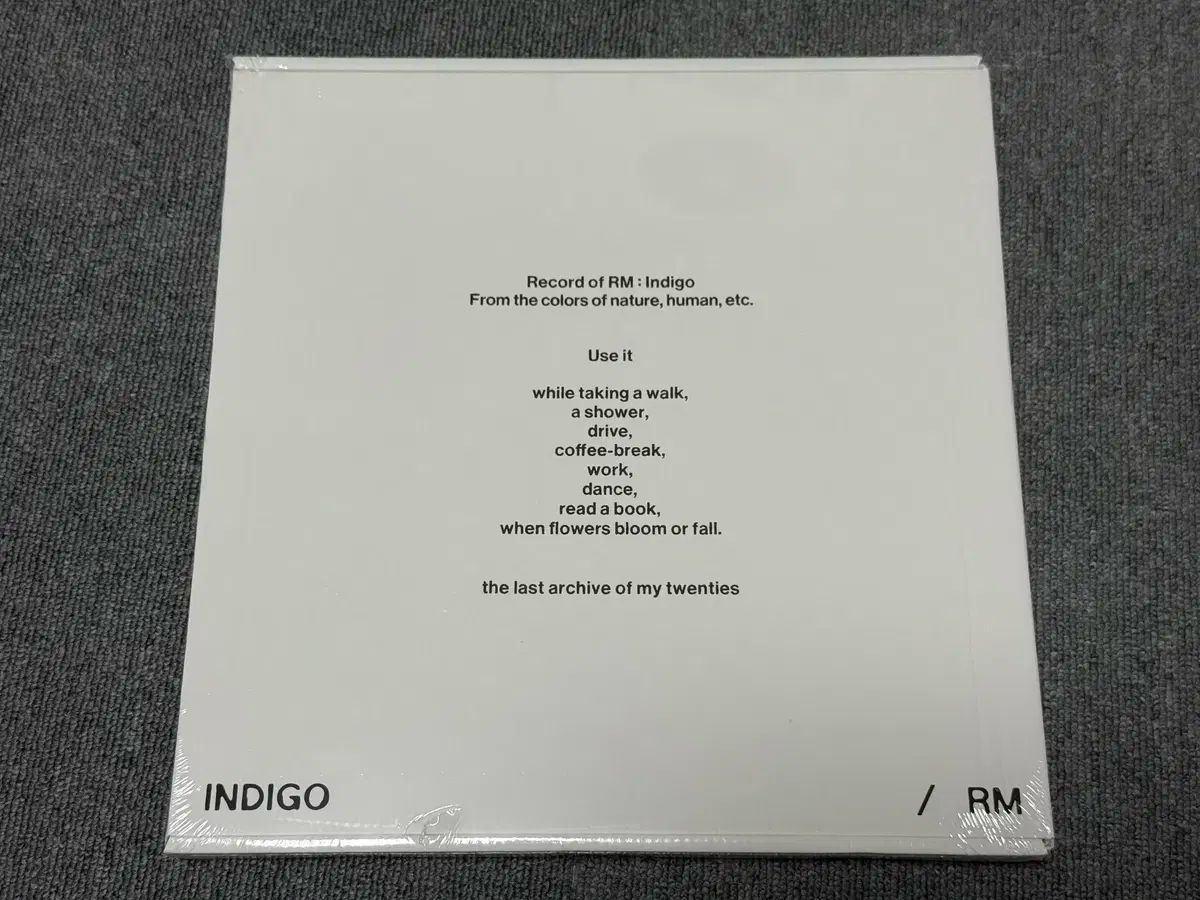 Record of RM : Indigo
From the colors of nature, human, etc.
Use it
while taking a walk,
a shower,
drive,
coffee-break,
work,
dance,
read a book,
when flowers bloom or fall.
the last archive of my twenties
INDIGO / RM